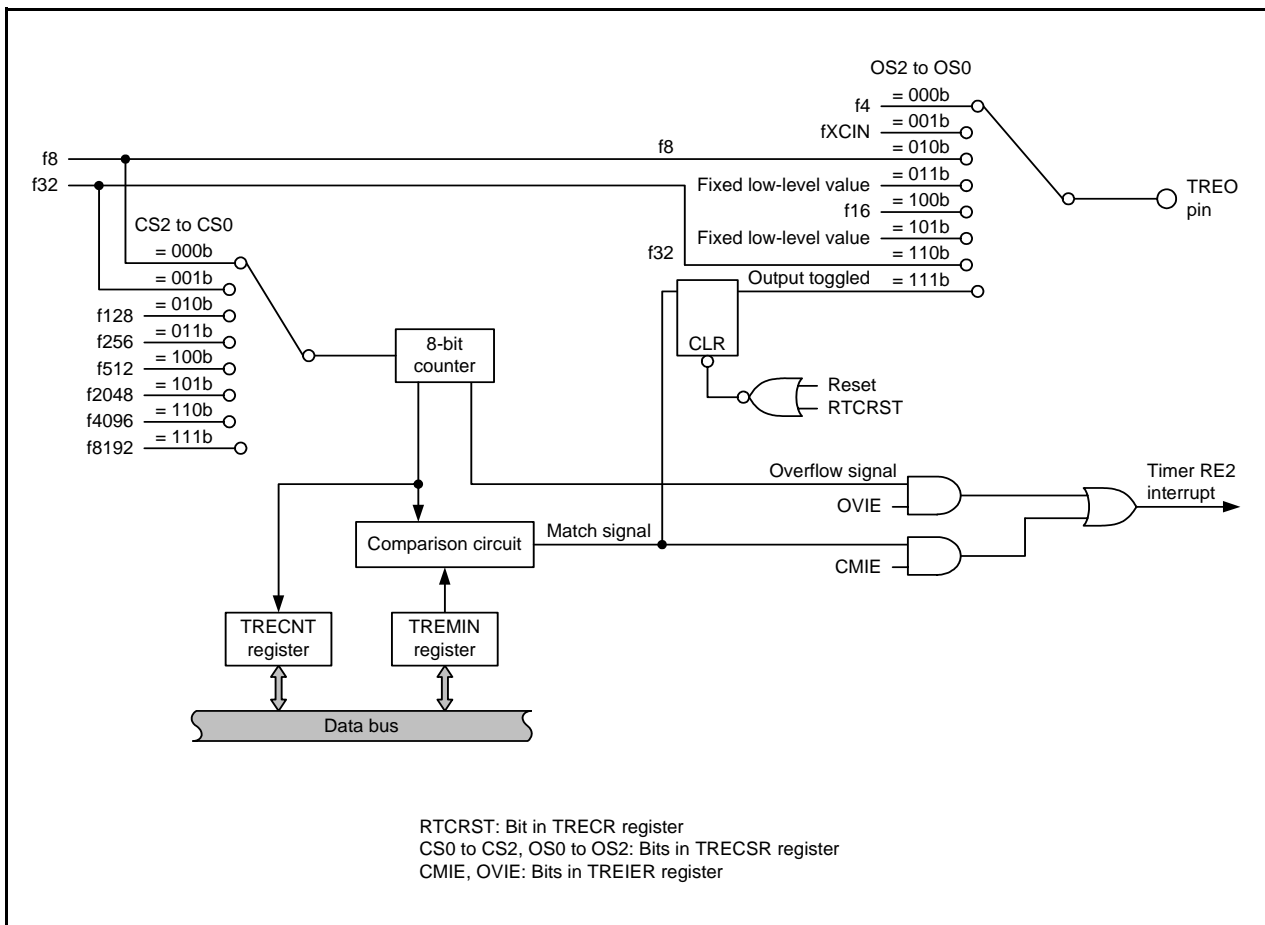 OS2 to OS0
= 000b
f4
= 001b
fXCIN
f8
f8
= 010b
f32
Fixed low-level value
= 011b
TREO
pin
f16
= 100b
CS2 to CS0
Fixed low-level value
= 101b
= 000b
f32
= 110b
= 001b
Output toggled
= 111b
f128
= 010b
f256
= 011b
8-bit
counter
CLR
f512
= 100b
f2048
= 101b
Reset
RTCRST
f4096
= 110b
f8192
= 111b
Overflow signal
Timer RE2
interrupt
OVIE
Comparison circuit
Match signal
CMIE
TRECNT
register
TREMIN
register
Data bus
RTCRST: Bit in TRECR register
CS0 to CS2, OS0 to OS2: Bits in TRECSR register
CMIE, OVIE: Bits in TREIER register